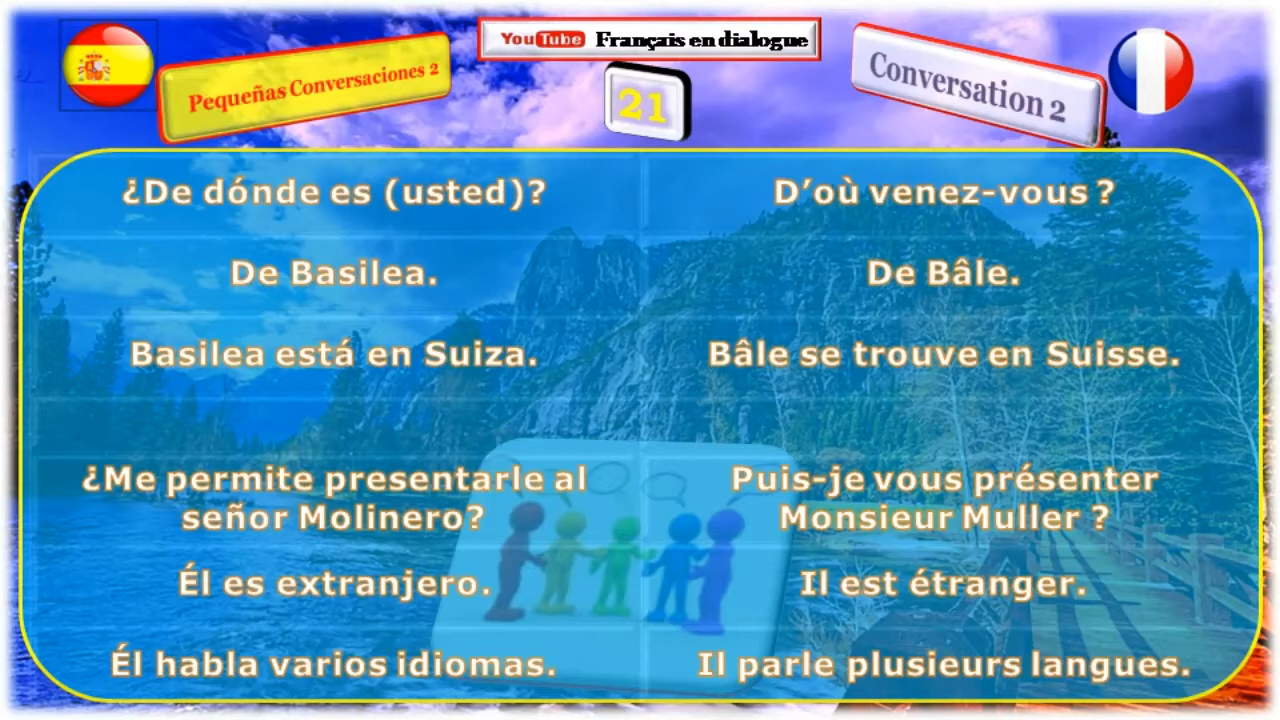 YouTube Français en dialogue
Pequeñas Conversaciones 2
21
Conversation 2
¿De dónde es (usted)?
D’où venez-vous ?
De Basilea.
De Bâle.
Basilea está en Suiza.
Bâle se trouve en Suisse.
¿Me permite presentarle al
señor Molinero?
Puis-je vous présenter
Monsieur Muller ?
Él es extranjero.
Il est étranger.
Él habla varios idiomas.
Il parle plusieurs langues.